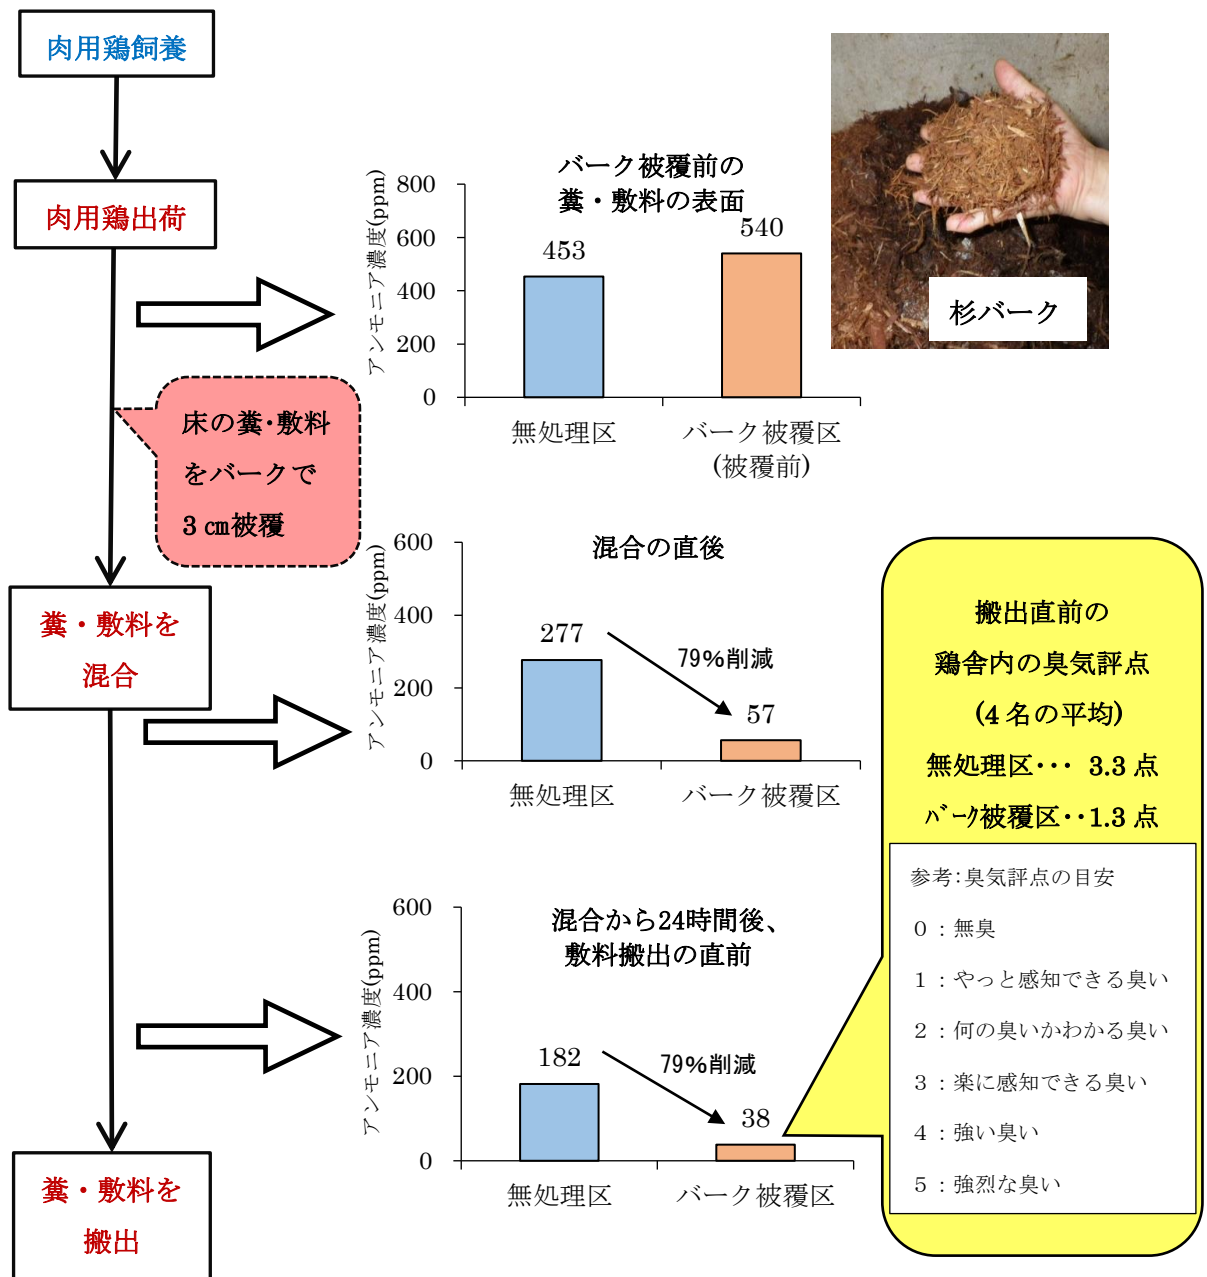 肉用鶏飼養
肉用鶏出荷
床の糞・敷料
をバークで
3㎝被覆
糞・敷料を
混合
糞・敷料を
搬出
バーク被覆前の
糞・敷料の表面
アンモニア濃度(ppm)
800
600
400
200
0
453
540
無処理区
バーク被覆区
(被覆前)
杉バーク
混合の直後
アンモニア濃度(ppm)
600
400
200
0
277
79%削減
57
無処理区
バーク被覆区
混合から24時間後、
敷料搬出の直前
アンモニア濃度(ppm)
600
400
200
0
182
79%削減
38
無処理区
バーク被覆区
搬出直前の
鶏舎内の臭気評点
(4名の平均)
無処理区・・・ 3.3点
バーク被覆区・・1.3点
参考:臭気評点の目安
0：無臭
1：やっと感知できる臭い
2：何の臭いかわかる臭い
3：楽に感知できる臭い
4：強い臭い
5：強烈な臭い